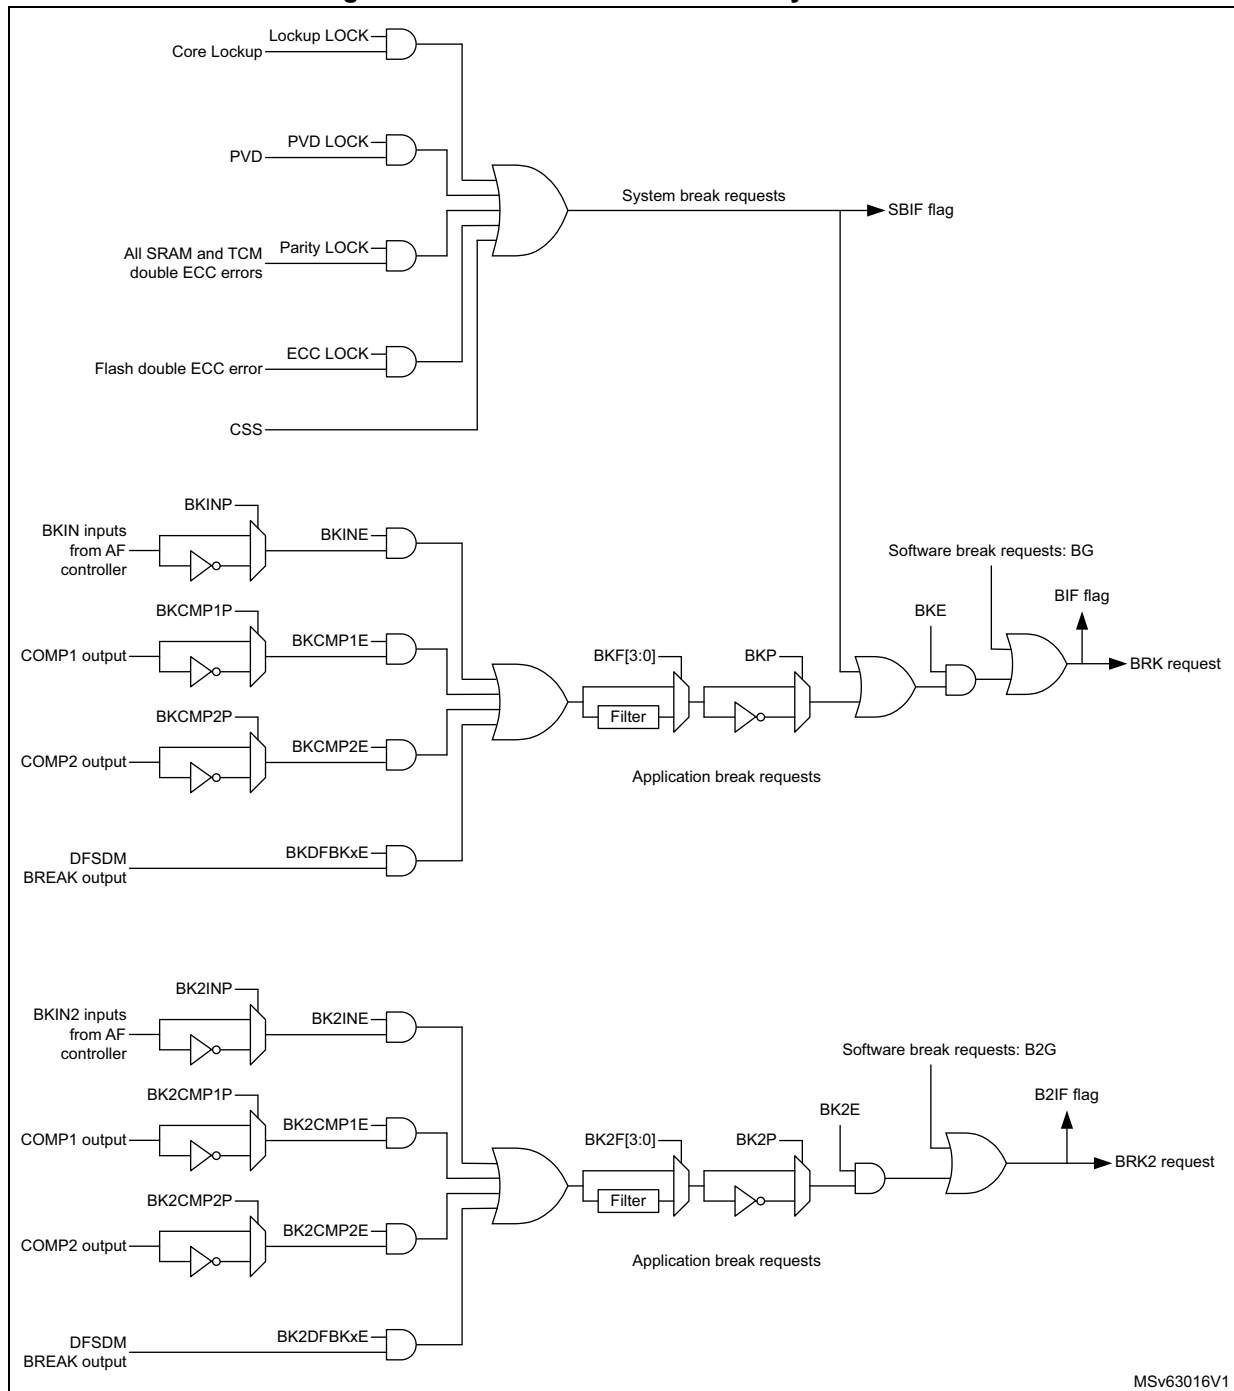 Lockup LOCK
Core Lockup
PVD LOCK
PVD
System break requests
SBIF flag
All SRAM and TCM
double ECC errors
Parity LOCK
ECC LOCK
Flash double ECC error
CSS
BKINP
BKIN inputs
from AF
controller
BKINE
Software break requests: BG
BIF flag
BKCMP1P
BKCMP1E
COMP1 output
BKF[3:0]
BKP
BKE
BRK request
Filter
BKCMP2P
BKCMP2E
COMP2 output
Application break requests
BKDFBKxE
DFSDM
BREAK output
BK2INP
BKIN2 inputs
from AF
controller
BK2INE
Software break requests: B2G
B2IF flag
BK2CMP1P
BK2CMP1E
COMP1 output
BK2F[3:0]
BK2P
BK2E
BRK2 request
Filter
BK2CMP2P
BK2CMP2E
COMP2 output
Application break requests
BK2DFBKxE
DFSDM
BREAK output
MSv63016V1